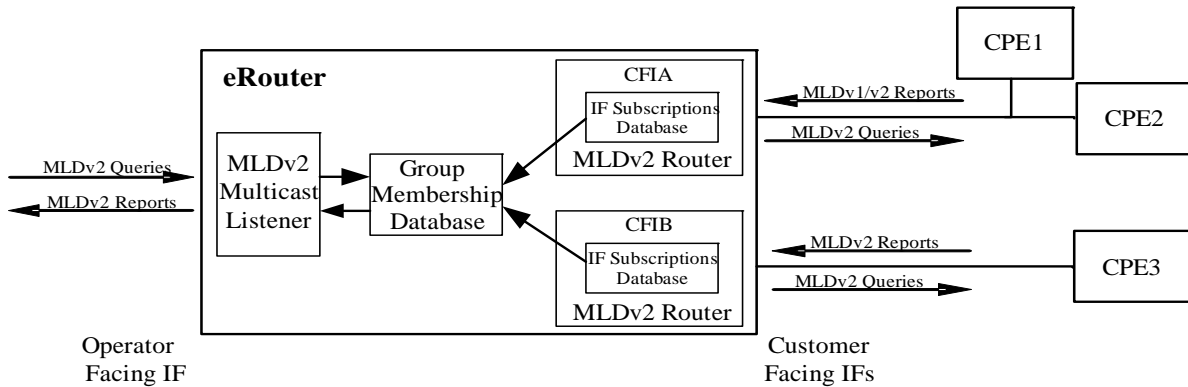 CPE1
eRouter
CFIA
IF Subscriptions
Database
MLDv2 Router
MLDv1/v2 Reports
MLDv2 Queries
CPE2
MLDv2 Queries
MLDv2 Reports
MLDv2
Multicast
Listener
Group
Membership
Database
CFIB
IF Subscriptions
Database
MLDv2 Router
MLDv2 Reports
MLDv2 Queries
CPE3
Operator
Facing IF
Customer
Facing IFs